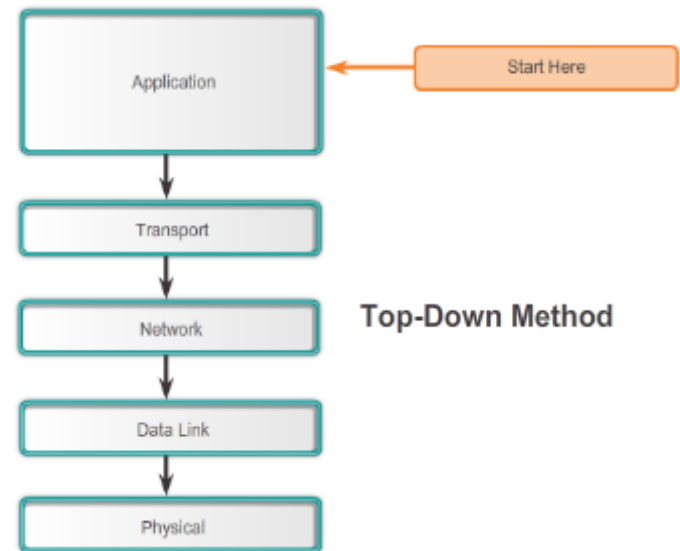 Application
Start Here
Transport
Network
Top-Down Method
Data Link
Physical